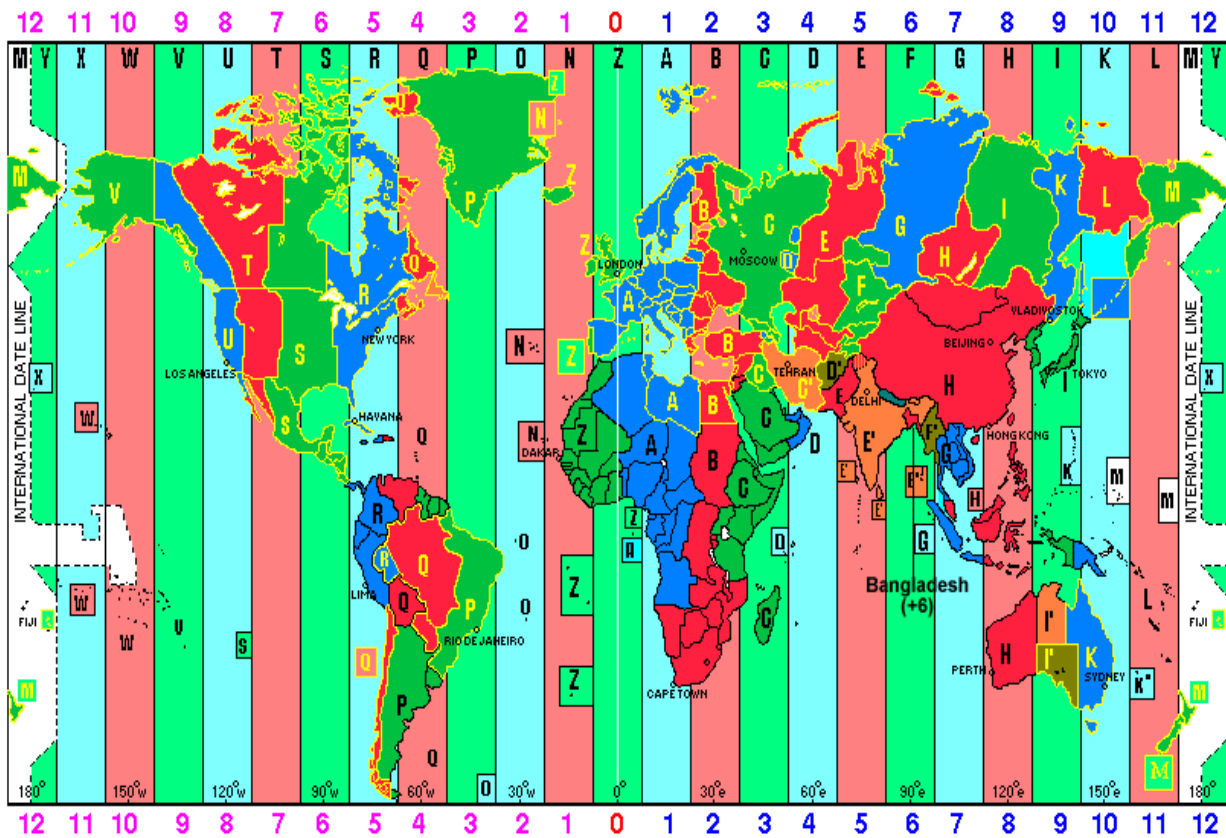 12 11 10 9 8 7 6 5 4 3 2 1 0 1 2 3 4 5 6 7 8 9 10 11 12
M Y X W V U T S R Q P O N Z A B C D E F G H I K L M Y
Z
Q N
M V Z K L M
P B C G I
T Z E H
Q MOSCOW D
LONDON
R A F
VLADIVOSTOK
U NEW YORK
S N Z B BEIJING
LOS ANGELES TEHRAN D'
X C I TOKYO X
INTERNATIONAL DATE LINE
INTERNATIONAL DATE LINE
A B C' E DELHI
W S HAVANA C H
Q N Z D F' HONG KONG
DAKAR A E'
B G K M
E' E" M
R C H
E'
Z
R Q O A D G
Bangladesh
(+6)
LIMA
W Q Z L
P O
FIJI C I' FIJI
V RIO DE JANEIRO
W S H K
Q I'
PERTH SYDNEY
M Z CAPE TOWN K" M
P
Q
O M
180°W 150°W 120°W 90°W 60°W 30°W 0° 30°E 60°E 90°E 120°E 150°E 180°
12 11 10 9 8 7 6 5 4 3 2 1 0 1 2 3 4 5 6 7 8 9 10 11 12